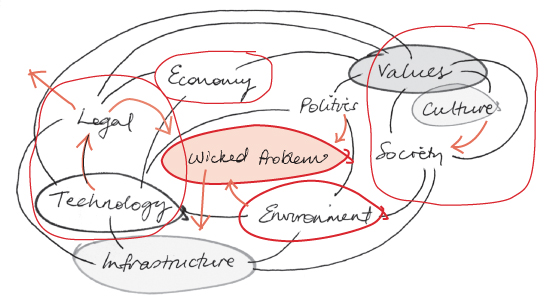 Economy
Values
Politics
Culture
Legal
Wicked Problem
Society
Technology
Environment
Infrastructure